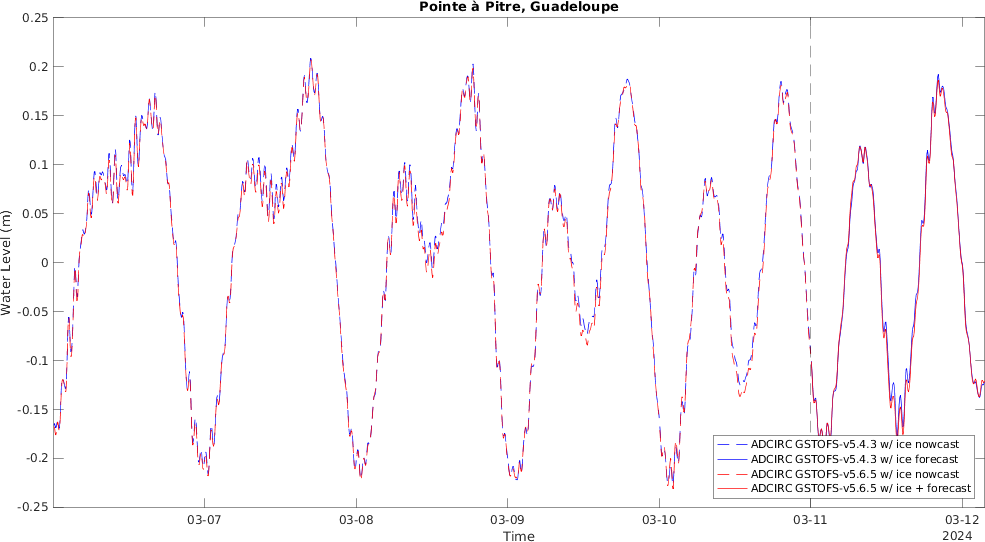 Pointe à Pitre, Guadeloupe
0.25
0.2
0.15
0.1
0.05
0
-0.05
-0.1
-0.15
-0.2
-0.25
Water Level (m)
ADCIRC GSTOFS-v5.4.3 w/ ice nowcast
ADCIRC GSTOFS-v5.4.3 w/ ice forecast
ADCIRC GSTOFS-v5.6.5 w/ ice nowcast
ADCIRC GSTOFS-v5.6.5 w/ ice + forecast
03-07 03-08 03-09 03-10 03-11 03-12
2024
Time